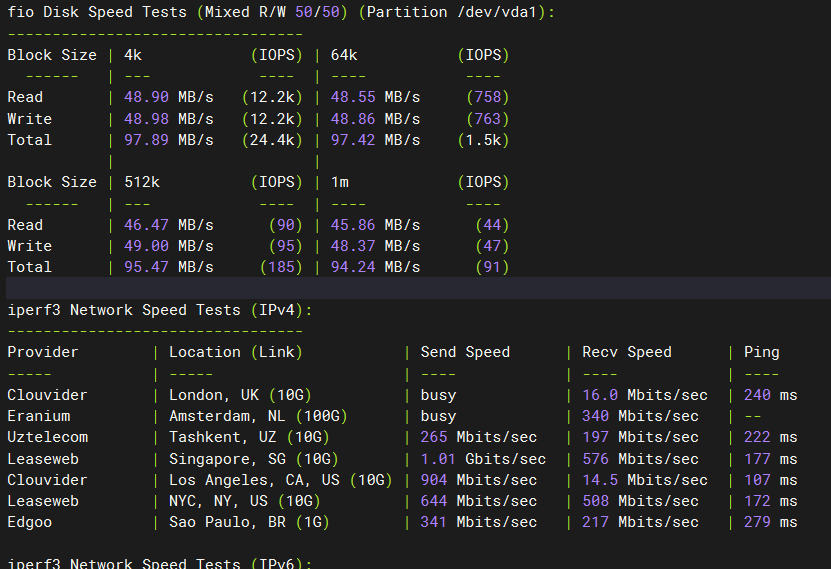 fio Disk Speed Tests (Mixed R/W 50/50) (Partition /dev/vda1):
---------------------------------
Block Size | 4k            (IOPS) | 64k           (IOPS)
  ------   | ---            ----  | ----           ----
Read       | 48.90 MB/s   (12.2k) | 48.55 MB/s     (758)
Write      | 48.98 MB/s   (12.2k) | 48.86 MB/s     (763)
Total      | 97.89 MB/s   (24.4k) | 97.42 MB/s    (1.5k)
           |                      |
Block Size | 512k          (IOPS) | 1m            (IOPS)
  ------   | ---            ----  | ----           ----
Read       | 46.47 MB/s      (90) | 45.86 MB/s      (44)
Write      | 49.00 MB/s      (95) | 48.37 MB/s      (47)
Total      | 95.47 MB/s     (185) | 94.24 MB/s      (91)

iperf3 Network Speed Tests (IPv4):
---------------------------------
Provider        | Location (Link)           | Send Speed      | Recv Speed      | Ping
-----           | -----                     | ----            | ----            | ----
Clouvider       | London, UK (10G)          | busy            | 16.0 Mbits/sec  | 240 ms
Eranium         | Amsterdam, NL (100G)      | busy            | 340 Mbits/sec   | --
Uztelecom       | Tashkent, UZ (10G)        | 265 Mbits/sec   | 197 Mbits/sec   | 222 ms
Leaseweb        | Singapore, SG (10G)       | 1.01 Gbits/sec  | 576 Mbits/sec   | 177 ms
Clouvider       | Los Angeles, CA, US (10G) | 904 Mbits/sec   | 14.5 Mbits/sec  | 107 ms
Leaseweb        | NYC, NY, US (10G)         | 644 Mbits/sec   | 508 Mbits/sec   | 172 ms
Edgoo           | Sao Paulo, BR (1G)        | 341 Mbits/sec   | 217 Mbits/sec   | 279 ms

iperf3 Network Speed Tests (IPv6):